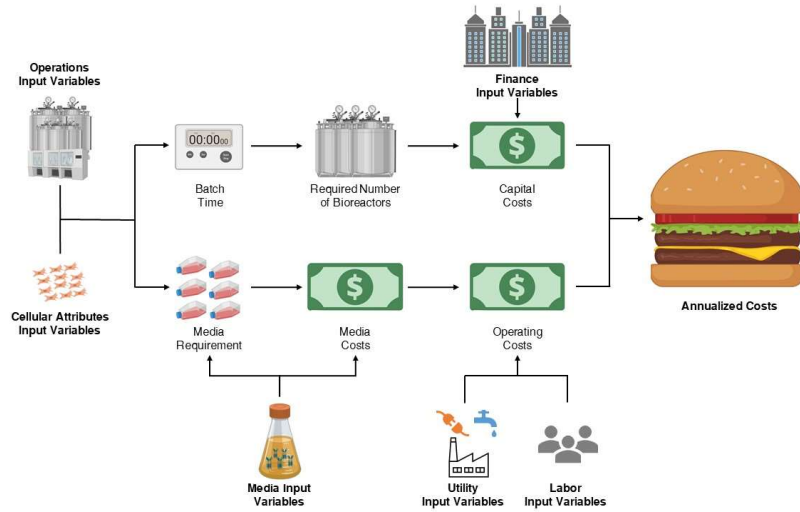 Operations
Input Variables
Finance
Input Variables
00:00 00
Batch
Time
Required Number
of Bioreactors
$
Capital
Costs
Cellular Attributes
Input Variables
Media
Requirement
$
Media
Costs
$
Operating
Costs
Annualized Costs
Media Input
Variables
Utility
Input Variables
Labor
Input Variables